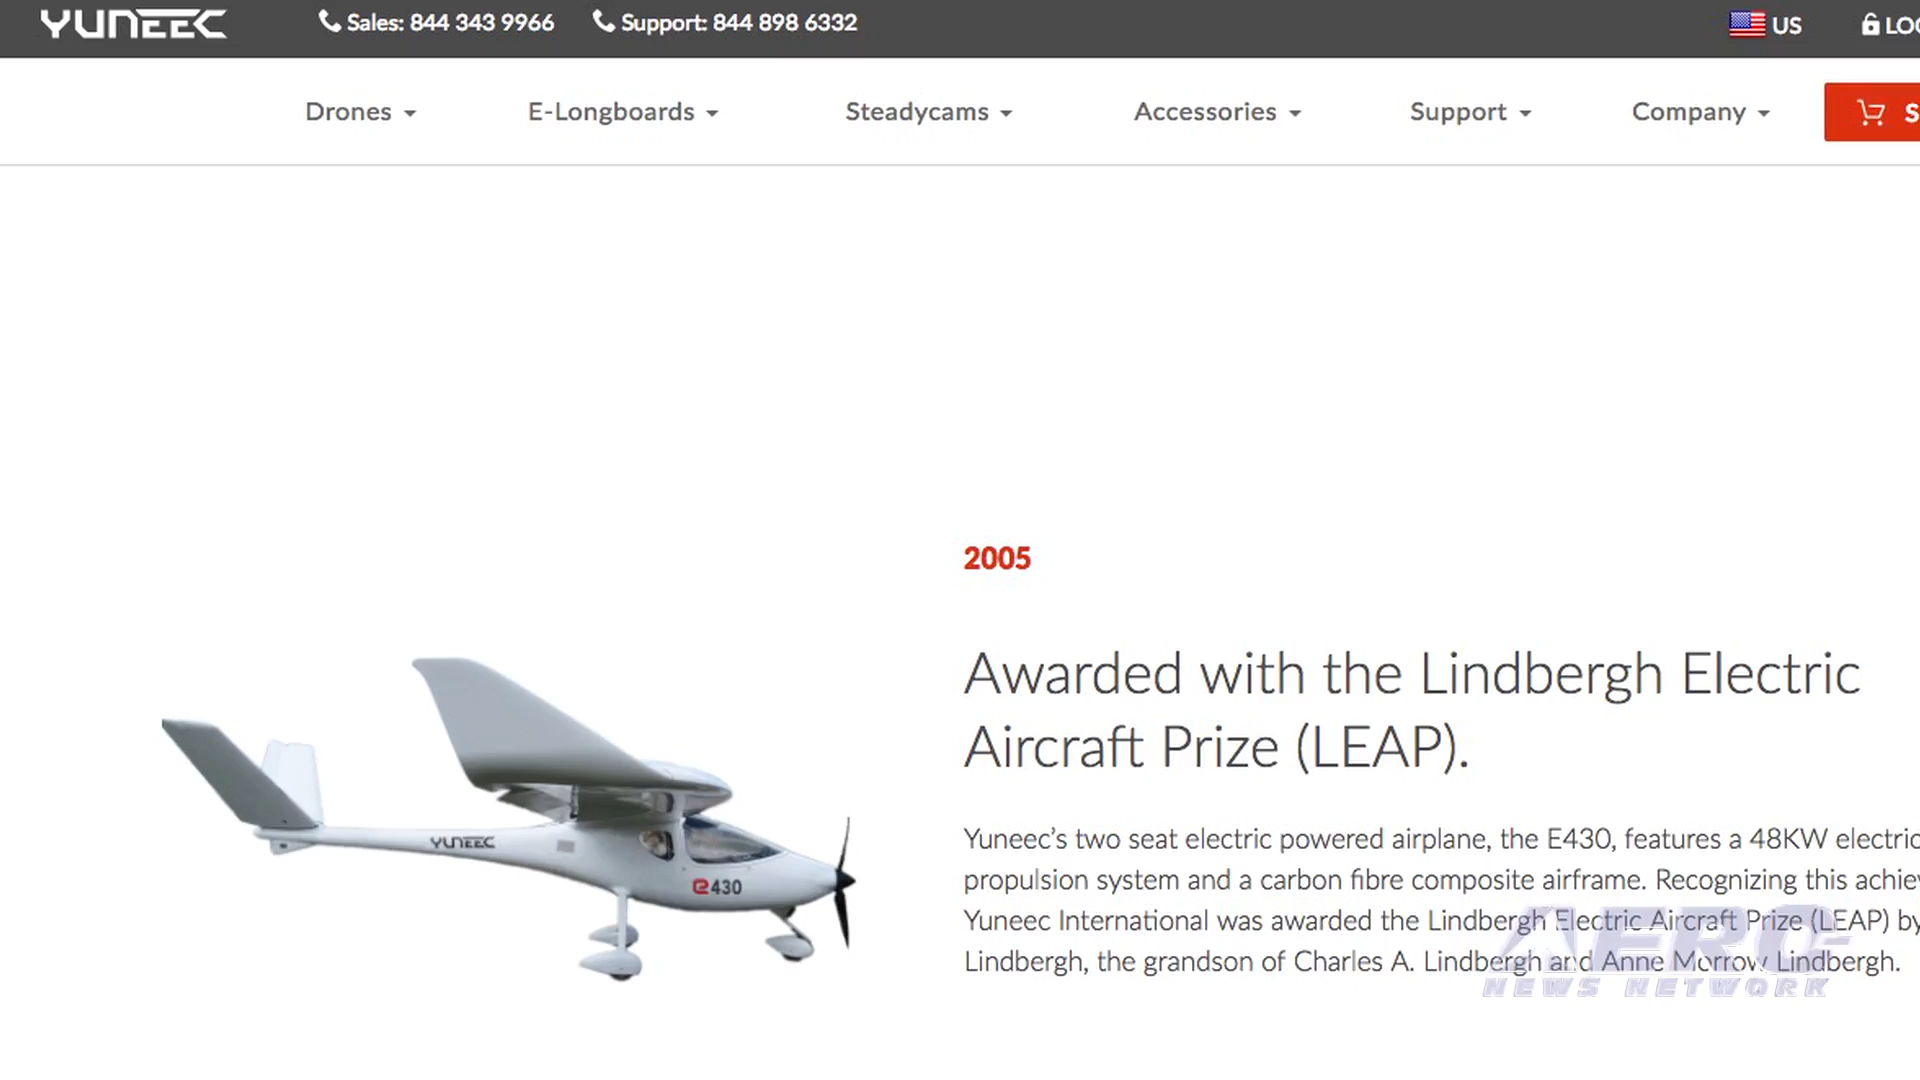 YUNEEC Sales: 844 343 9966 Support: 844 898 6332 US
Drones E-Longboards Steadycams Accessories Support Company
2005
Awarded with the Lindbergh Electric
Aircraft Prize (LEAP).
Yuneec’s two seat electric powered airplane, the E430, features a 48KW electric
propulsion system and a carbon fibre composite airframe. Recognizing this
Yuneec International was awarded the Lindbergh Electric Aircraft Prize (LEAP) by
Lindbergh, the grandson of Charles A. Lindbergh and Anne Morrow Lindbergh.
YUNEEC
e430
AERO
NEWS NETWORK